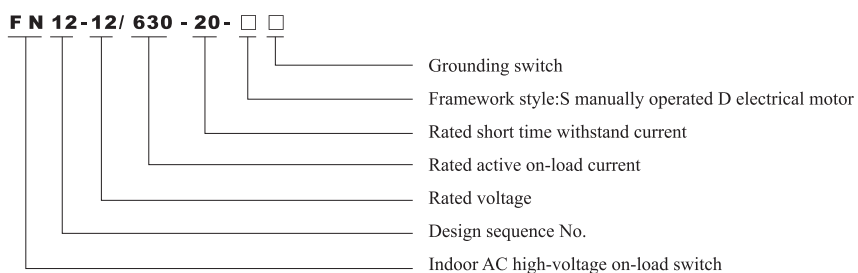 FN12-12/630-20-□□
Grounding switch
Framework style:S manually operated D electrical motor
Rated short time withstand current
Rated active on-load current
Rated voltage
Design sequence No.
Indoor AC high-voltage on-load switch